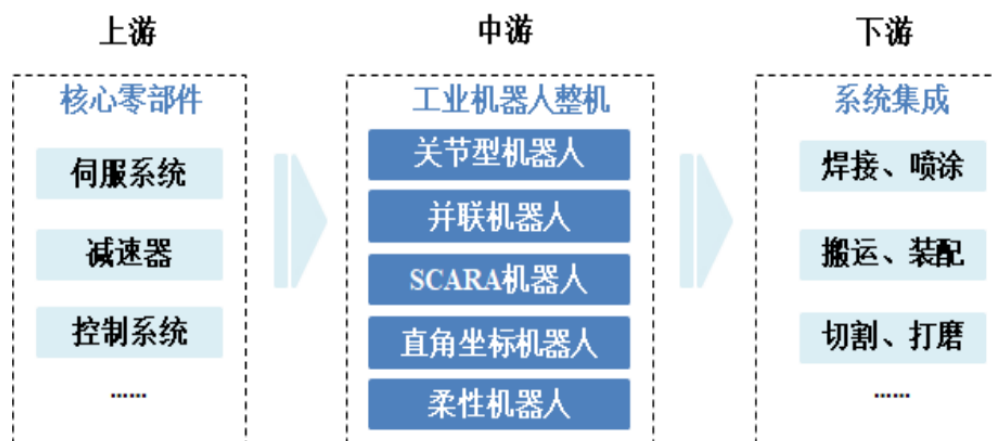 上游
核心零部件
伺服系统
减速器
控制系统
......
中游
工业机器人整机
关节型机器人
并联机器人
SCARA机器人
直角坐标机器人
柔性机器人
下游
系统集成
焊接、喷涂
搬运、装配
切割、打磨
......